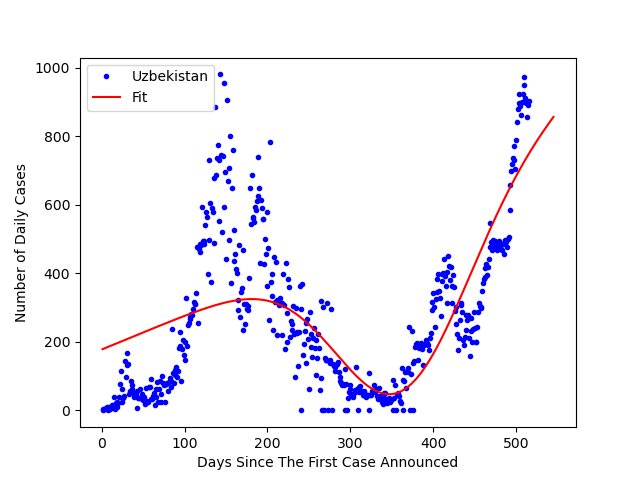 Uzbekistan
Fit
1000
800
600
400
200
0
Number of Daily Cases
0 100 200 300 400 500
Days Since The First Case Announced